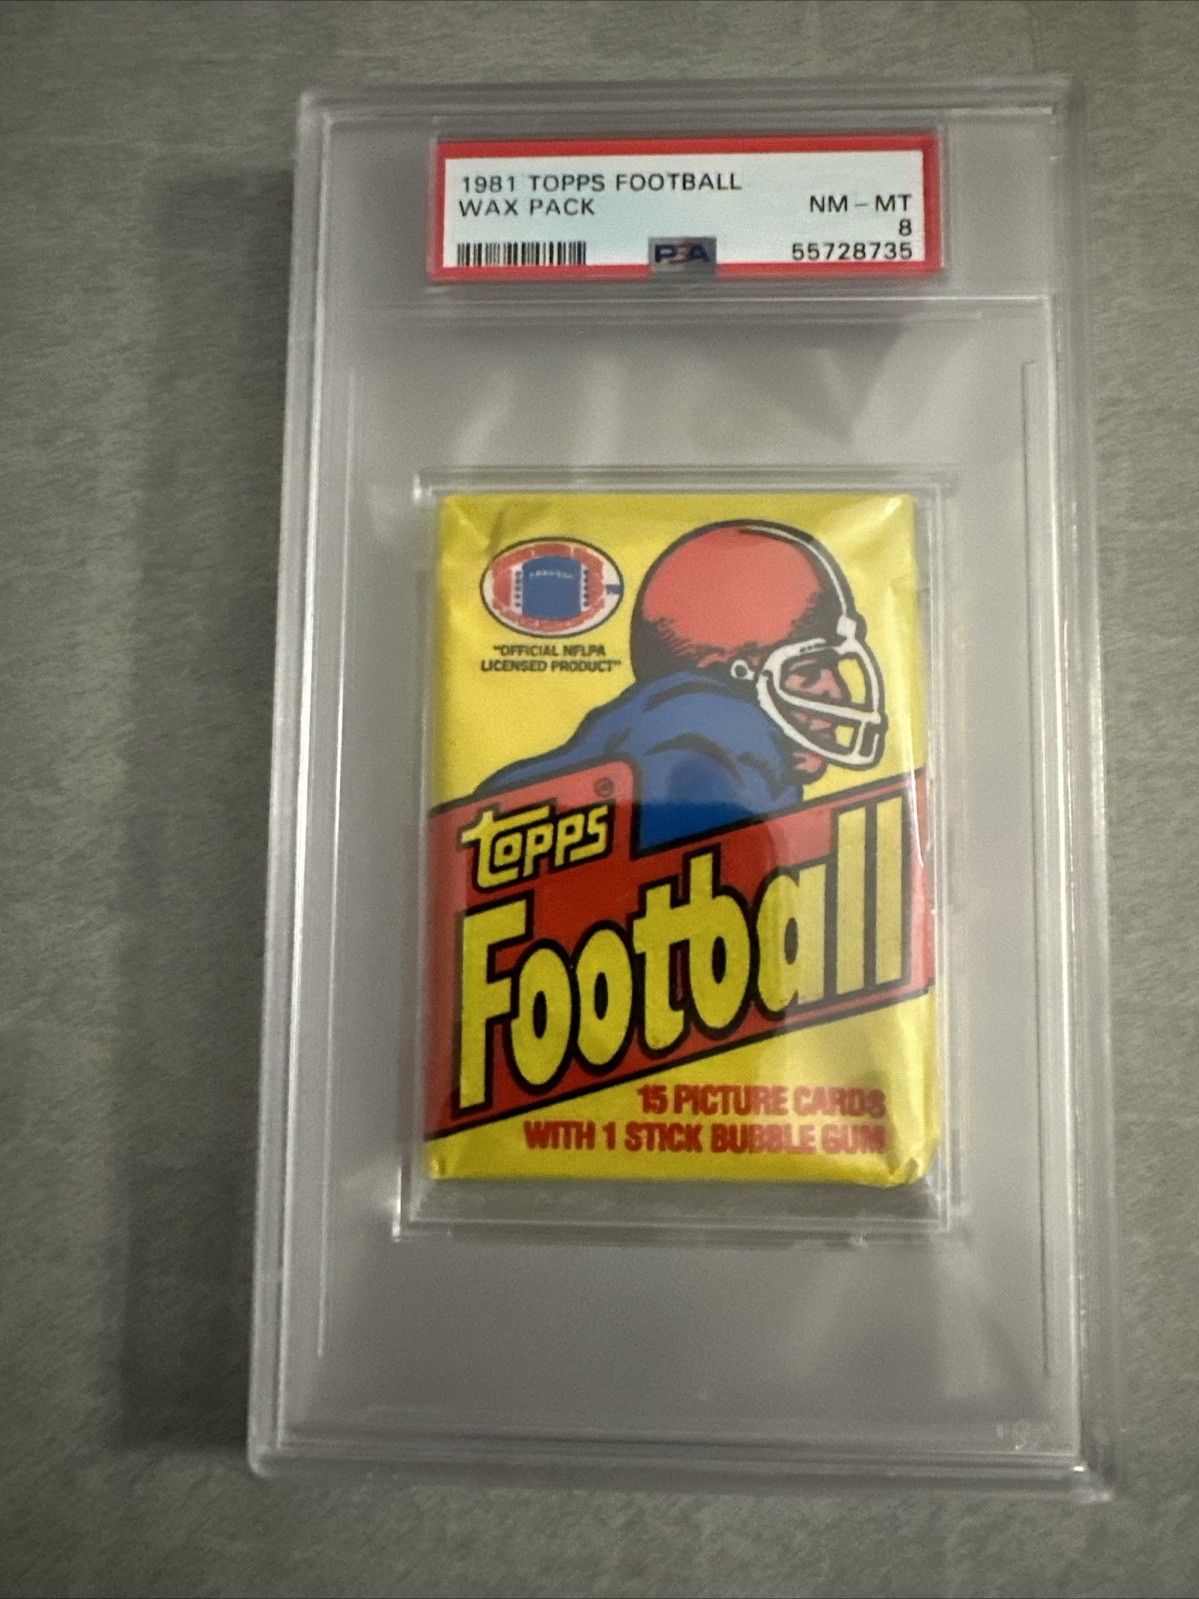 1981 TOPPS FOOTBALL
WAX PACK
NM - MT
8
PSA
55728735
"OFFICIAL NFLPA
LICENSED PRODUCT"
topps®
Football
15 PICTURE CARDS
WITH 1 STICK BUBBLE GUM